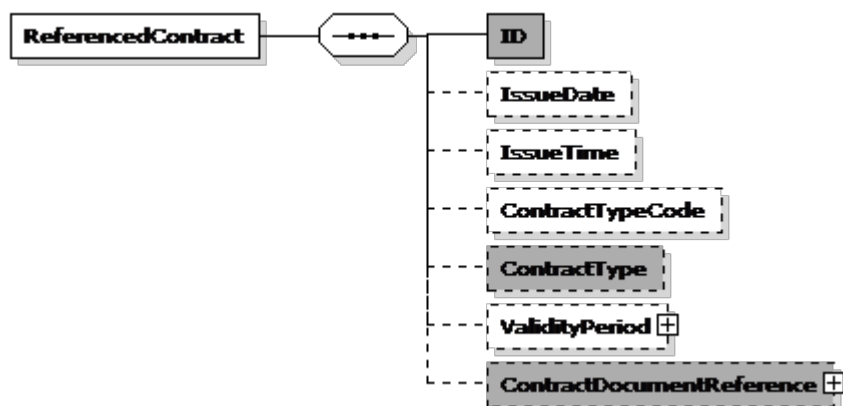 ReferencedContract
ID
IssueDate
IssueTime
ContractTypeCode
ContractType
ValidityPeriod
ContractDocumentReference